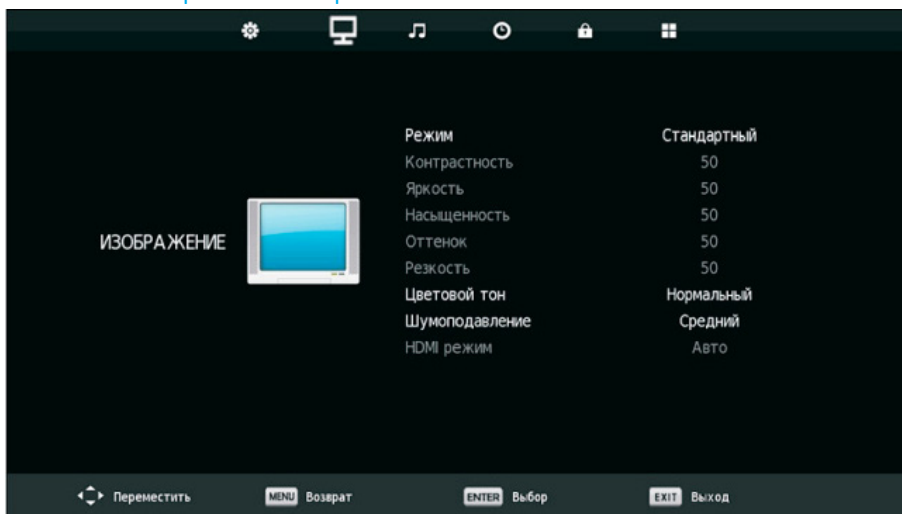 Режим Стандартный
Контрастность 50
Яркость 50
Насыщенность 50
ИЗОБРАЖЕНИЕ
Оттенок 50
Резкость 50
Цветовой тон Нормальный
Шумоподавление Средний
HDMI режим Авто
Переместить MENU Возврат ENTER Выбор EXIT Выход